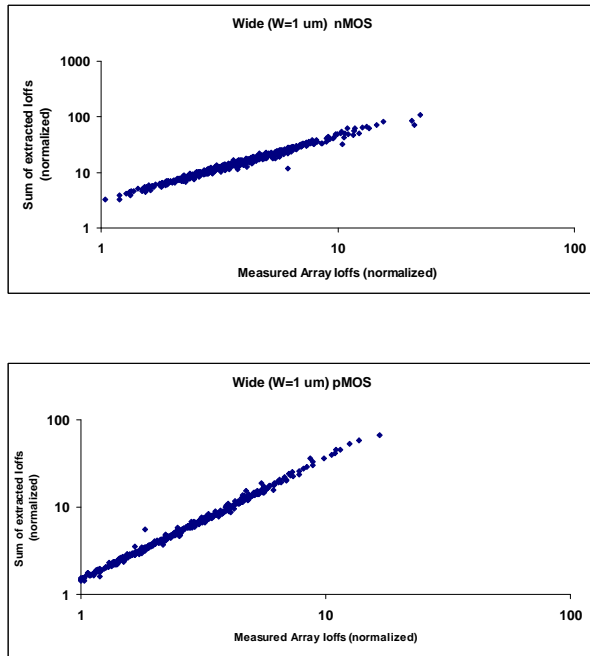 Wide (W=1 um)  nMOS
Sum of extracted Ioffs
(normalized)
1000
100
10
1
1
10
100
Measured Array Ioffs (normalized)
Wide (W=1 um) pMOS
Sum of extracted Ioffs
(normalized)
100
10
1
1
10
100
Measured Array Ioffs (normalized)